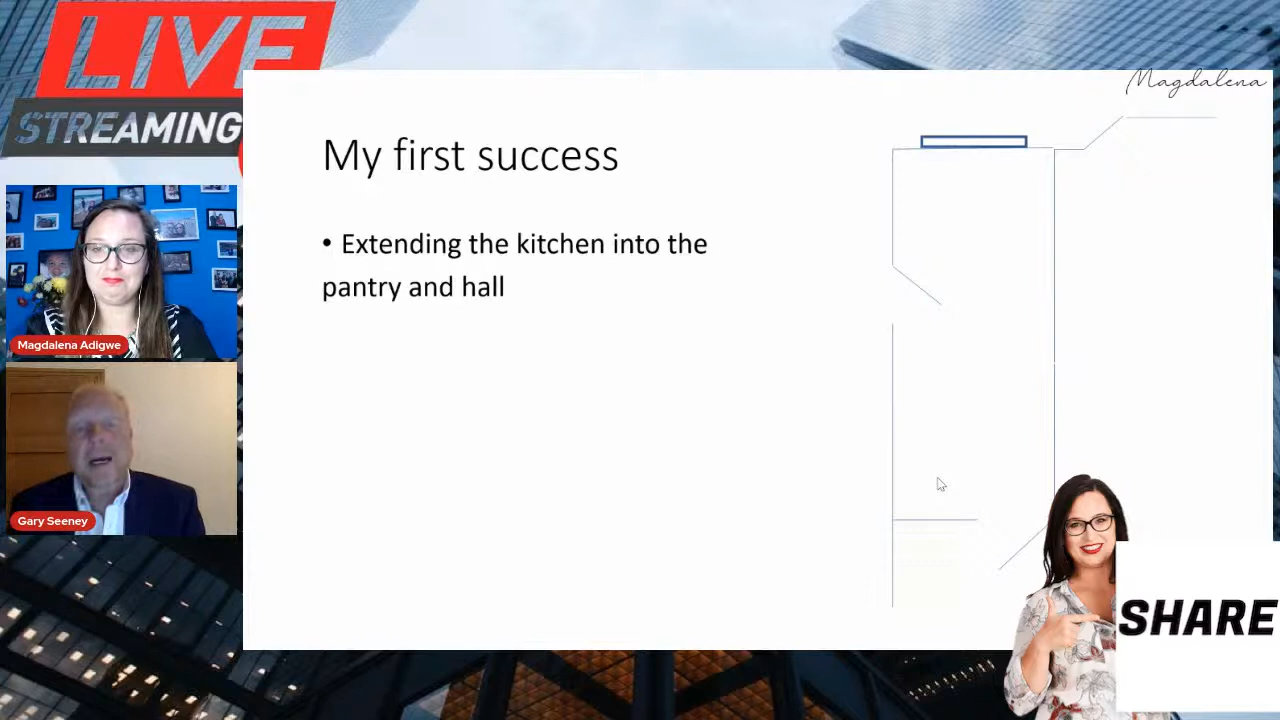 LIVE
STREAMING
Magdalena
My first success
• Extending the kitchen into the
pantry and hall
Magdalena Adigwe
Gary Seeney
SHARE